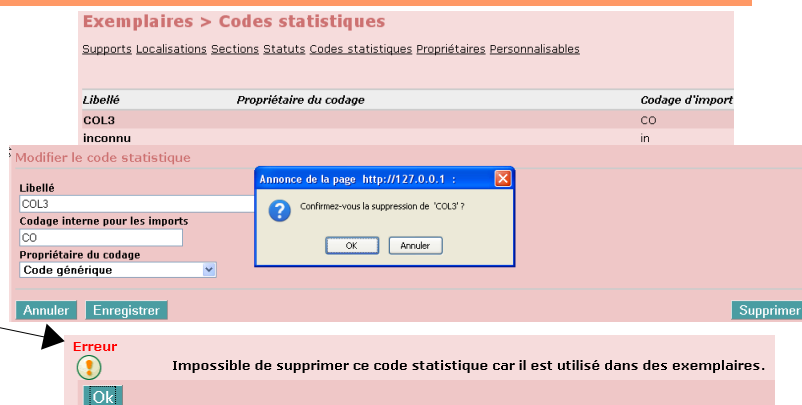 Exemplaires > Codes statistiques
Supports Localisations Sections Statuts Codes statistiques Propriétaires Personnalisables
Libellé Propriétaire du codage Codage d'import
COL3 CO
inconnu in
Modifier le code statistique
Annonce de la page http://127.0.0.1 :
Confirmez-vous la suppression de 'COL3' ?
OK Annuler
Libellé
COL3
Codage interne pour les imports
CO
Propriétaire du codage
Code générique
Annuler Enregistrer Supprimer
Erreur
Impossible de supprimer ce code statistique car il est utilisé dans des exemplaires.
Ok